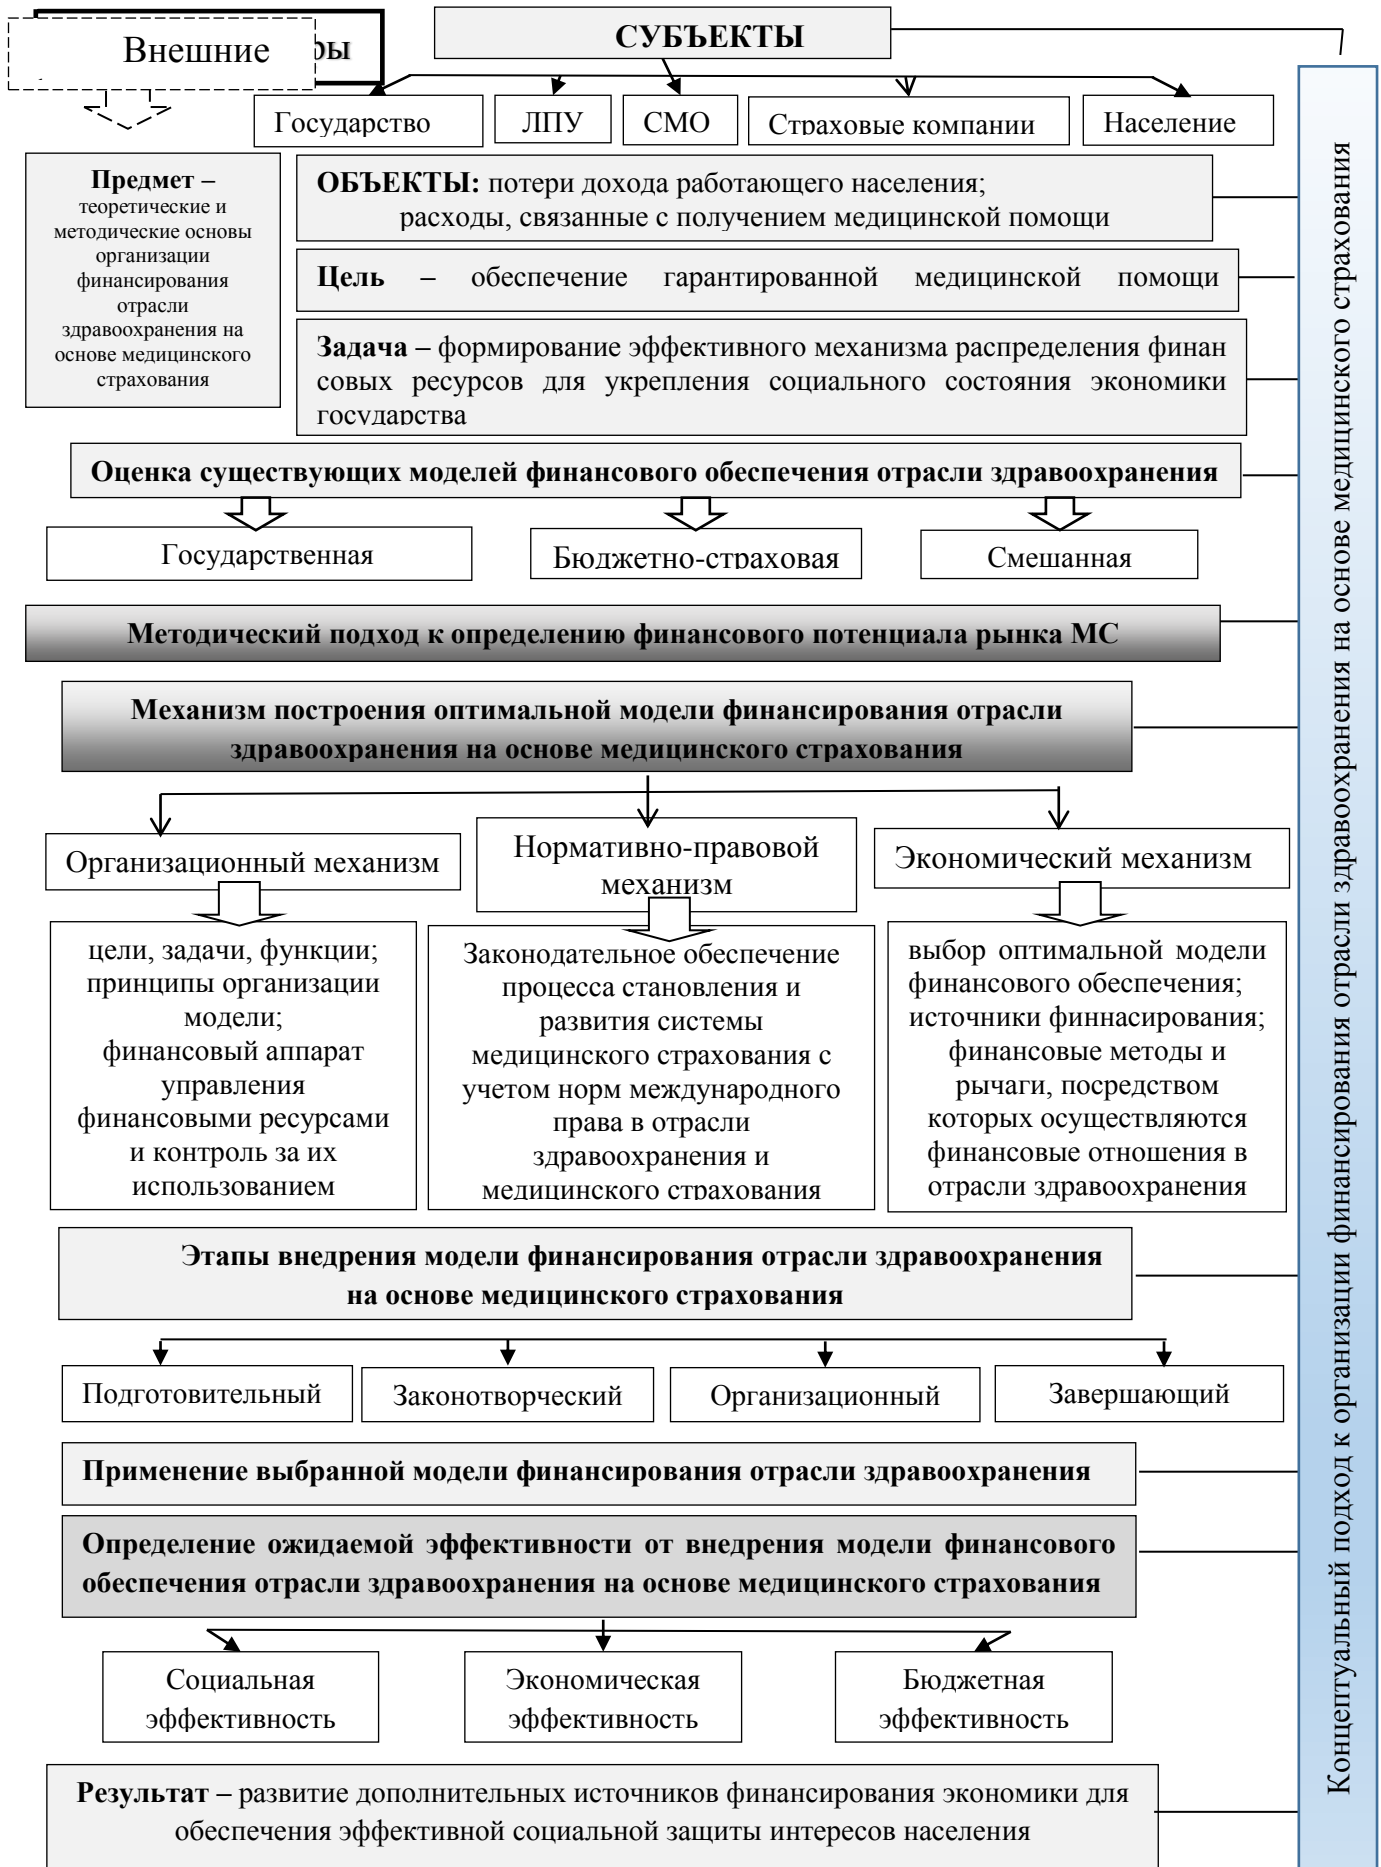 Внешние
ры
СУБЪЕКТЫ
Государство
ЛПУ
СМО
Страховые компании
Население
Предмет –
теоретические и
методические основы
организации
финансирования
отрасли
здравоохранения на
основе медицинского
страхования
ОБЪЕКТЫ: потери дохода работающего населения;
расходы, связанные с получением медицинской помощи
Цель – обеспечение гарантированной медицинской помощи
Задача – формирование эффективного механизма распределения финан
совых ресурсов для укрепления социального состояния экономики
государства
Оценка существующих моделей финансового обеспечения отрасли здравоохранения
Государственная
Бюджетно-страховая
Смешанная
Методический подход к определению финансового потенциала рынка МС
Механизм построения оптимальной модели финансирования отрасли
здравоохранения на основе медицинского страхования
Организационный механизм
Нормативно-правовой
механизм
Экономический механизм
цели, задачи, функции;
принципы организации
модели;
финансовый аппарат
управления
финансовыми ресурсами
и контроль за их
использованием
Законодательное обеспечение
процесса становления и
развития системы
медицинского страхования с
учетом норм международного
права в отрасли
здравоохранения и
медицинского страхования
выбор оптимальной модели
финансового обеспечения;
источники финнасирования;
финансовые методы и
рычаги, посредством
которых осуществляются
финансовые отношения в
отрасли здравоохранения
Этапы внедрения модели финансирования отрасли здравоохранения
на основе медицинского страхования
Подготовительный
Законотворческий
Организационный
Завершающий
Применение выбранной модели финансирования отрасли здравоохранения
Определение ожидаемой эффективности от внедрения модели финансового
обеспечения отрасли здравоохранения на основе медицинского страхования
Социальная
эффективность
Экономическая
эффективность
Бюджетная
эффективность
Результат – развитие дополнительных источников финансирования экономики для
обеспечения эффективной социальной защиты интересов населения
Концептуальный подход к организации финансирования отрасли здравоохранения на основе медицинского страхования